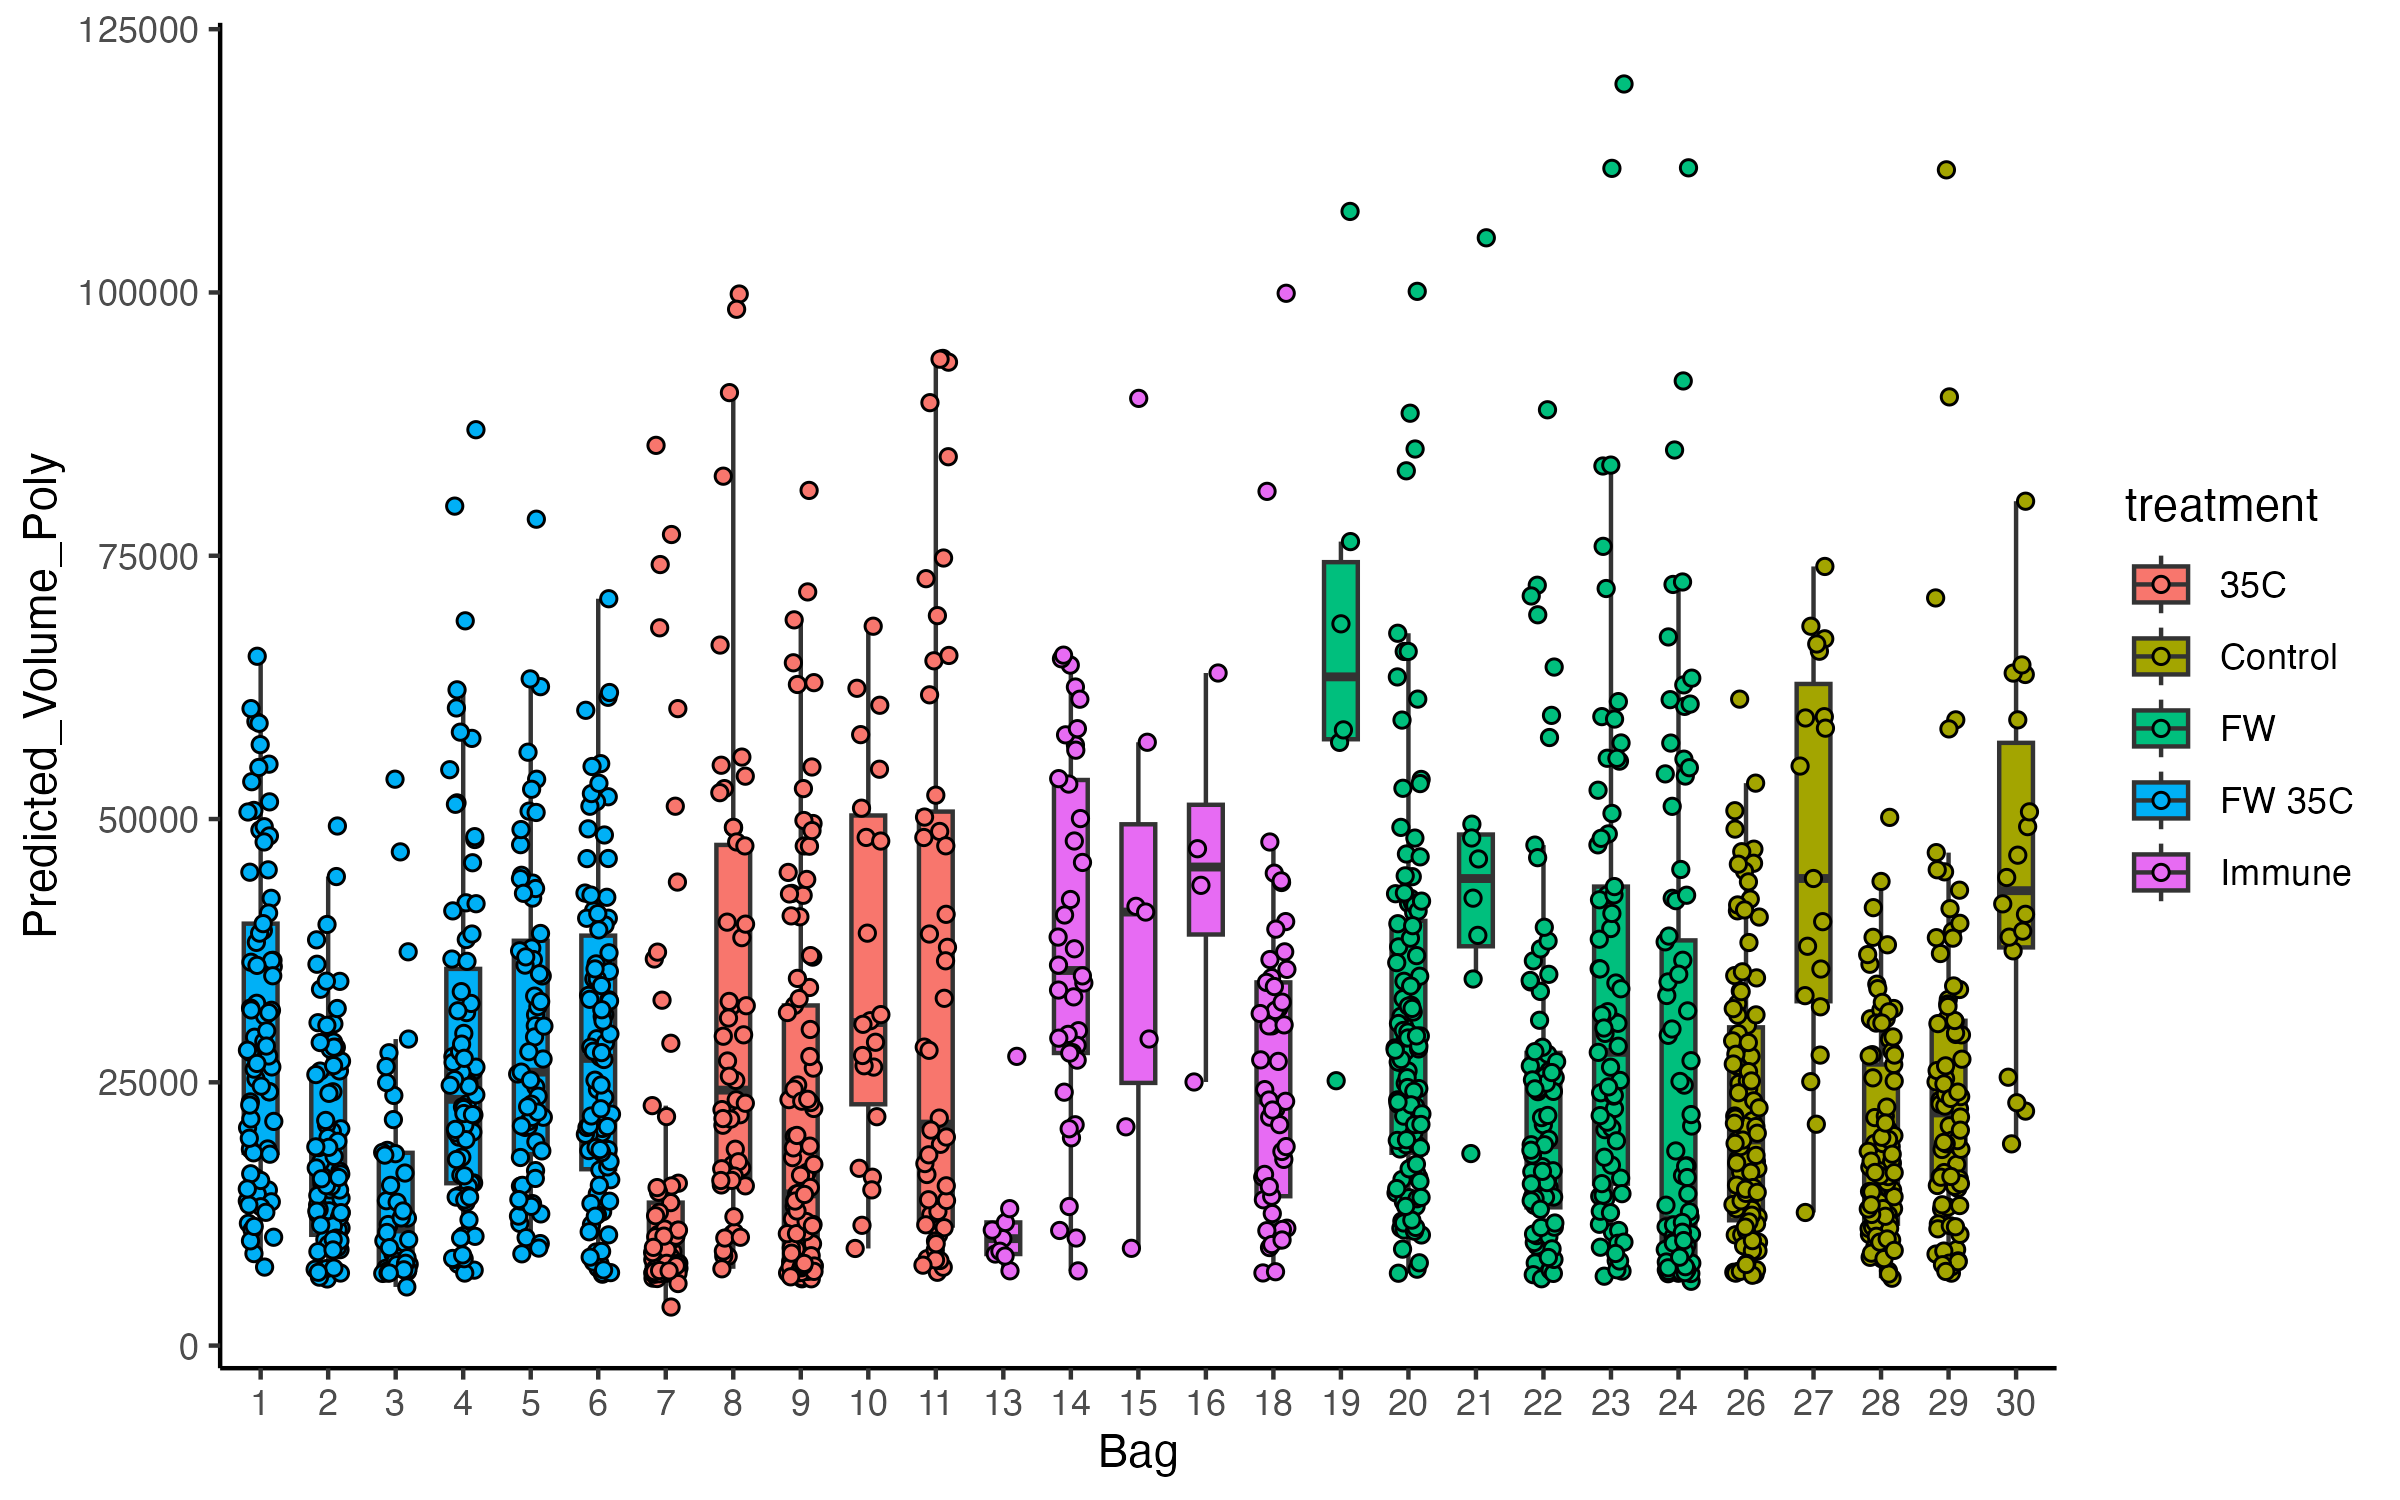 Predicted_Volume_Poly
125000
100000
75000
50000
25000
0
1 2 3 4 5 6 7 8 9 10 11 13 14 15 16 18 19 20 21 22 23 24 26 27 28 29 30
Bag
treatment
35C
Control
FW
FW 35C
Immune